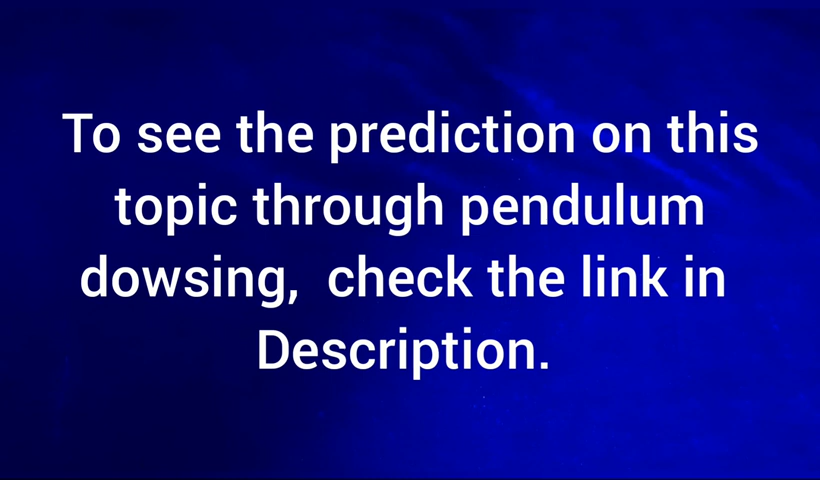 To see the prediction on this
topic through pendulum
dowsing,  check the link in
Description.